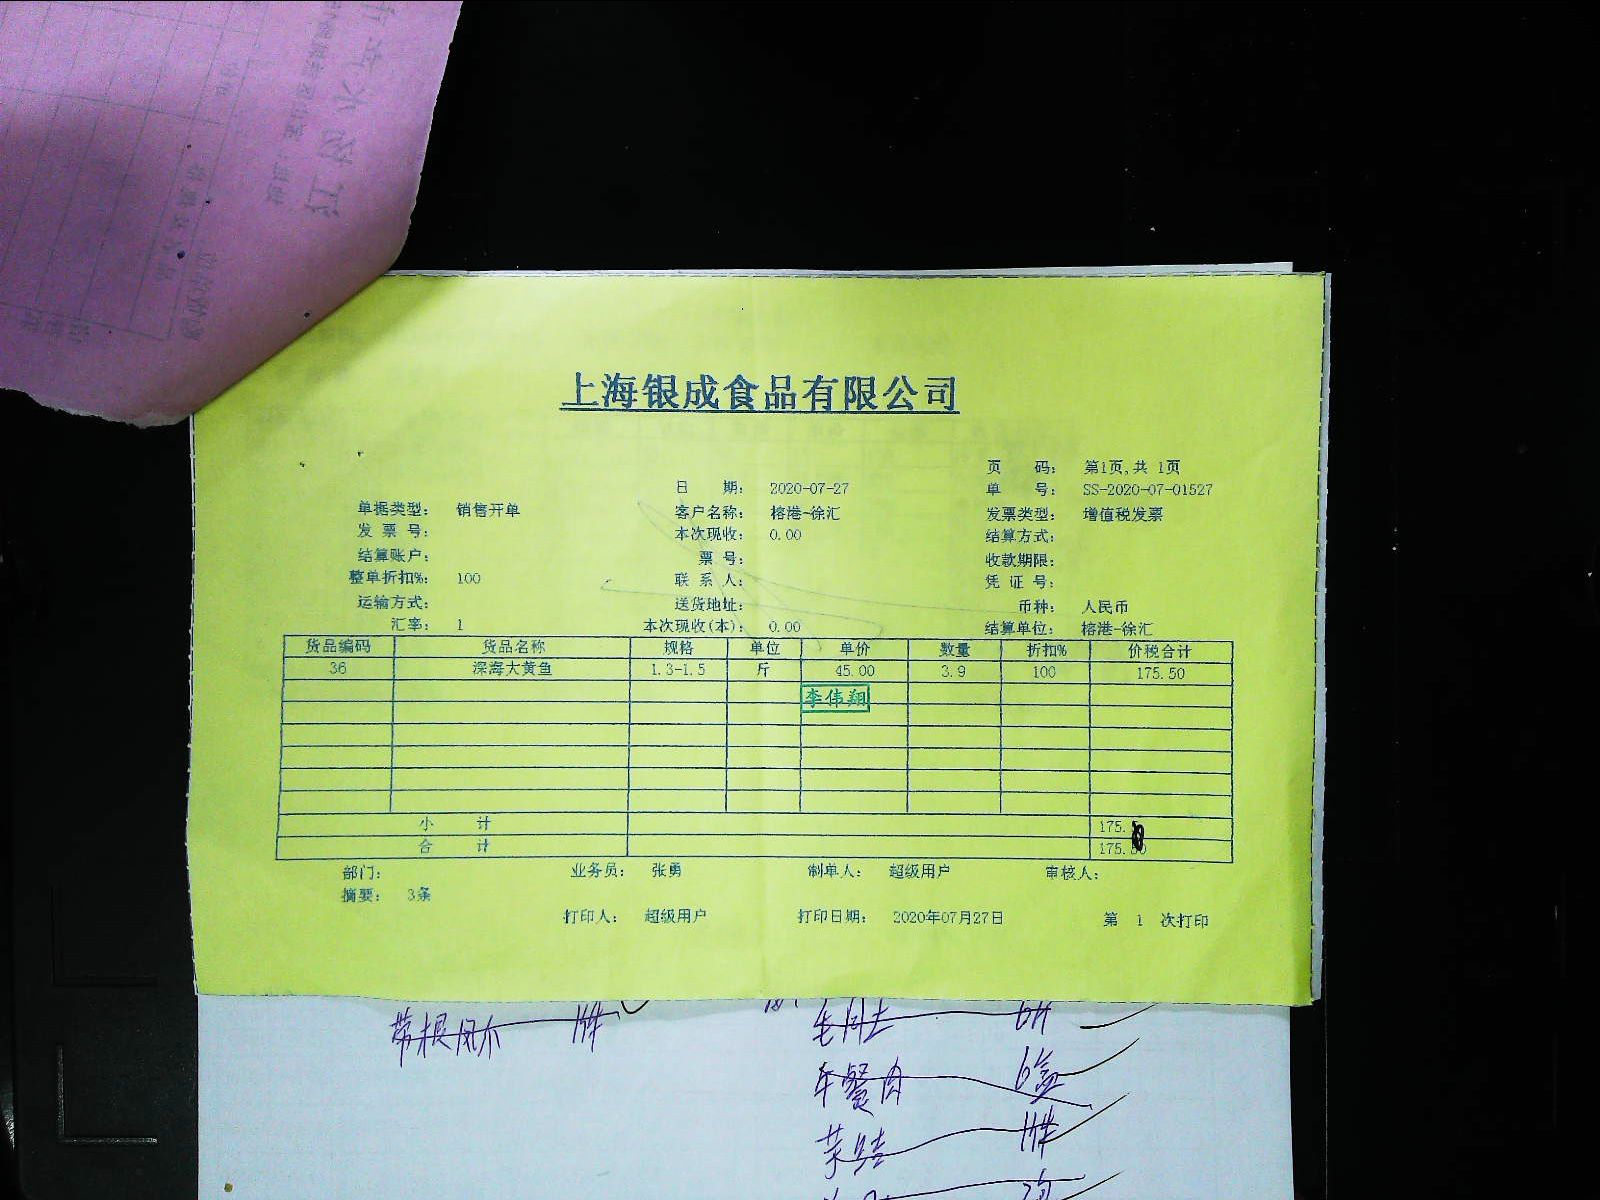 江杨水产
上海银成食品有限公司
页 码： 第1页,共 1页
日 期： 2020-07-27 单 号： SS-2020-07-01527
单据类型： 销售开单 客户名称： 榕港-徐汇 发票类型： 增值税发票
发 票 号： 本次现收： 0.00 结算方式：
结算账户： 票 号： 收款期限：
整单折扣%： 100 联 系 人： 凭 证 号：
运输方式： 送货地址： 币种： 人民币
汇率： 1 本次现收(本)： 0.00 结算单位： 榕港-徐汇
货品编码 货品名称 规格 单位 单价 数量 折扣% 价税合计
36 深海大黄鱼 1.3-1.5 斤 45.00 3.9 100 175.50
李伟翔
小 计 175.
合 计 175.
部门： 业务员： 张勇 制单人： 超级用户 审核人：
摘要： 3条
打印人： 超级用户 打印日期： 2020年07月27日 第 1 次打印
午餐肉 6盒